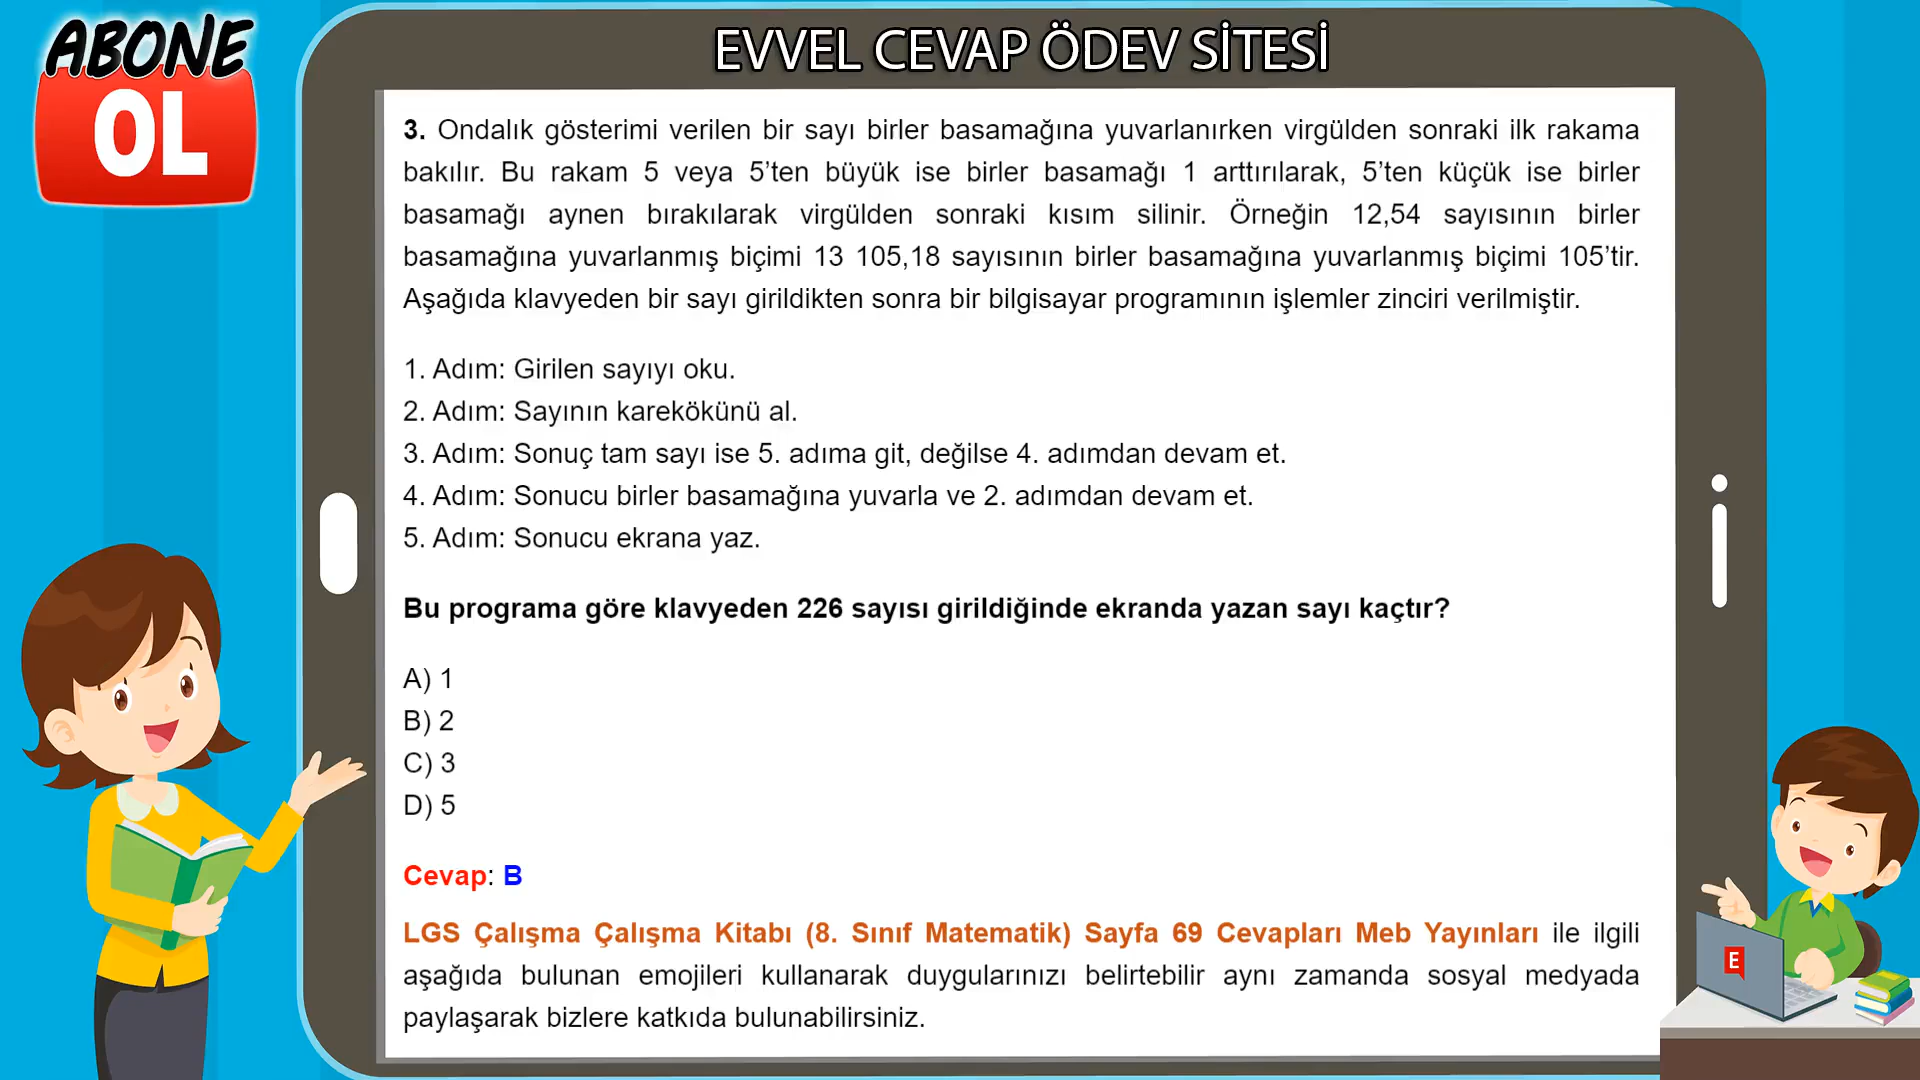 ABONE
OL
EVVEL CEVAP ÖDEV SİTESİ
3. Ondalık gösterimi verilen bir sayı birler basamağına yuvarlanırken virgülden sonraki ilk rakama
bakılır. Bu rakam 5 veya 5’ten büyük ise birler basamağı 1 arttırılarak, 5’ten küçük ise birler
basamağı aynen bırakılarak virgülden sonraki kısım silinir. Örneğin 12,54 sayısının birler
basamağına yuvarlanmış biçimi 13 105,18 sayısının birler basamağına yuvarlanmış biçimi 105’tir.
Aşağıda klavyeden bir sayı girildikten sonra bir bilgisayar programının işlemler zinciri verilmiştir.
1. Adım: Girilen sayıyı oku.
2. Adım: Sayının karekökünü al.
3. Adım: Sonuç tam sayı ise 5. adıma git, değilse 4. adımdan devam et.
4. Adım: Sonucu birler basamağına yuvarla ve 2. adımdan devam et.
5. Adım: Sonucu ekrana yaz.
Bu programa göre klavyeden 226 sayısı girildiğinde ekranda yazan sayı kaçtır?
A) 1
B) 2
C) 3
D) 5
Cevap: B
LGS Çalışma Çalışma Kitabı (8. Sınıf Matematik) Sayfa 69 Cevapları Meb Yayınları ile ilgili
aşağıda bulunan emojileri kullanarak duygularınızı belirtebilir aynı zamanda sosyal medyada
paylaşarak bizlere katkıda bulunabilirsiniz.
E